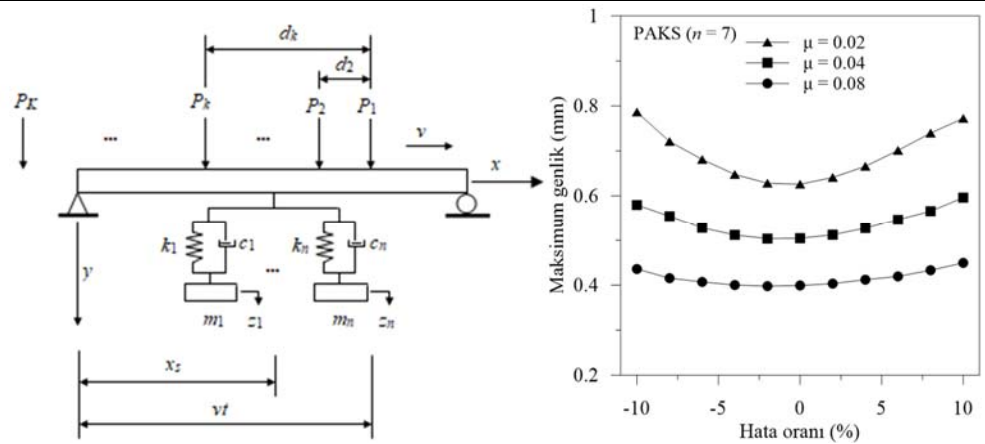 d_k
d_2
P_K
P_k
P_2
P_1
...
...
v
x
k_1
c_1
k_n
c_n
...
y
m_1
z_1
m_n
z_n
x_s
vt
PAKS (n = 7)
μ = 0.02
μ = 0.04
μ = 0.08
Maksimum genlik (mm)
1
0.8
0.6
0.4
0.2
-10
-5
0
5
10
Hata oranı (%)